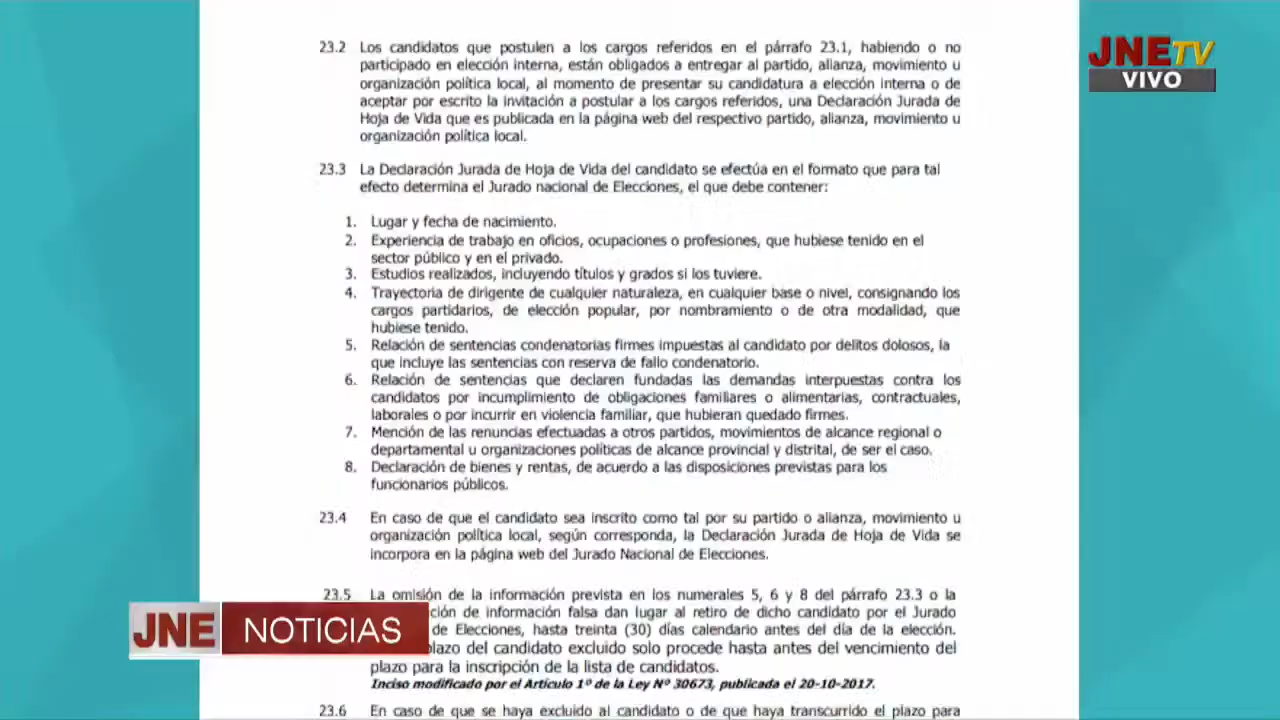 23.2 Los candidatos que postulen a los cargos referidos en el párrafo 23.1, habiendo o no
participado en elección interna, están obligados a entregar al partido, alianza, movimiento u
organización política local, al momento de presentar su candidatura a elección interna o de
aceptar por escrito la invitación a postular a los cargos referidos, una Declaración Jurada de
Hoja de Vida que es publicada en la página web del respectivo partido, alianza, movimiento u
organización política local.
JNETV
VIVO
23.3 La Declaración Jurada de Hoja de Vida del candidato se efectúa en el formato que para tal
efecto determina el Jurado nacional de Elecciones, el que debe contener:
1. Lugar y fecha de nacimiento.
2. Experiencia de trabajo en oficios, ocupaciones o profesiones, que hubiese tenido en el
sector público y en el privado.
3. Estudios realizados, incluyendo títulos y grados si los tuviere.
4. Trayectoria de dirigente de cualquier naturaleza, en cualquier base o nivel, consignando los
cargos partidarios, de elección popular, por nombramiento o de otra modalidad, que
hubiese tenido.
5. Relación de sentencias condenatorias firmes impuestas al candidato por delitos dolosos, la
que incluye las sentencias con reserva de fallo condenatorio.
6. Relación de sentencias que declaren fundadas las demandas interpuestas contra los
candidatos por incumplimiento de obligaciones familiares o alimentarias, contractuales,
laborales o por incurrir en violencia familiar, que hubieran quedado firmes.
7. Mención de las renuncias efectuadas a otros partidos, movimientos de alcance regional o
departamental u organizaciones políticas de alcance provincial y distrital, de ser el caso.
8. Declaración de bienes y rentas, de acuerdo a las disposiciones previstas para los
funcionarios públicos.
23.4 En caso de que el candidato sea inscrito como tal por su partido o alianza, movimiento u
organización política local, según corresponda, la Declaración Jurada de Hoja de Vida se
incorpora en la página web del Jurado Nacional de Elecciones.
23.5 La omisión de la información prevista en los numerales 5, 6 y 8 del párrafo 23.3 o la
ción de información falsa dan lugar al retiro de dicho candidato por el Jurado
de Elecciones, hasta treinta (30) días calendario antes del día de la elección.
lazo del candidato excluido solo procede hasta antes del vencimiento del
plazo para la inscripción de la lista de candidatos.
Inciso modificado por el Artículo 1º de la Ley Nº 30673, publicada el 20-10-2017.
JNE NOTICIAS
23.6 En caso de que se haya excluido al candidato o de que haya transcurrido el plazo para